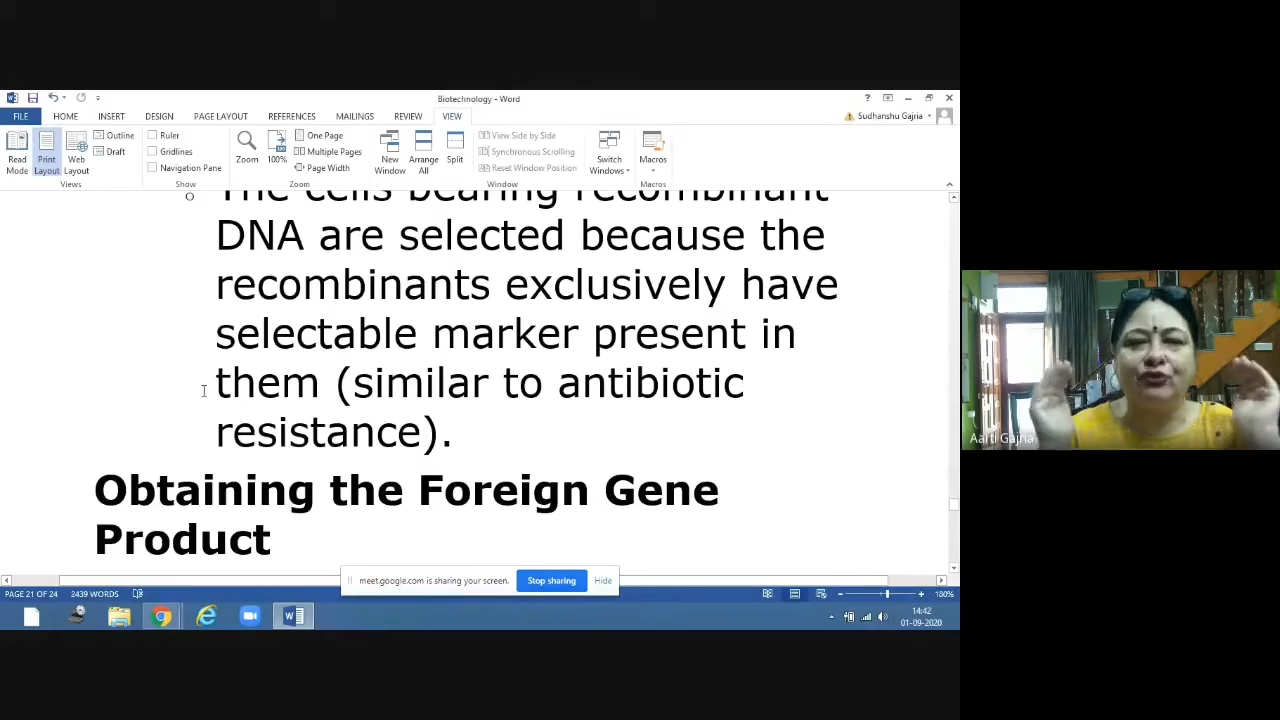 Biotechnology - Word
FILE HOME INSERT DESIGN PAGE LAYOUT REFERENCES MAILINGS REVIEW VIEW Sudhanshu Gajria
Read Mode
Print Layout
Web Layout
Outline
Draft
Views
Ruler
Gridlines
Navigation Pane
Show
Zoom
100%
One Page
Multiple Pages
Page Width
Zoom
New Window
Arrange All
Split
View Side by Side
Synchronous Scrolling
Reset Window Position
Window
Switch Windows
Macros
Macros
o The cells bearing recombinant
DNA are selected because the
recombinants exclusively have
selectable marker present in
them (similar to antibiotic
resistance).
Obtaining the Foreign Gene
Product
meet.google.com is sharing your screen. Stop sharing Hide
PAGE 21 OF 24 2439 WORDS 180%
14:42
01-09-2020
Aarti Gajria